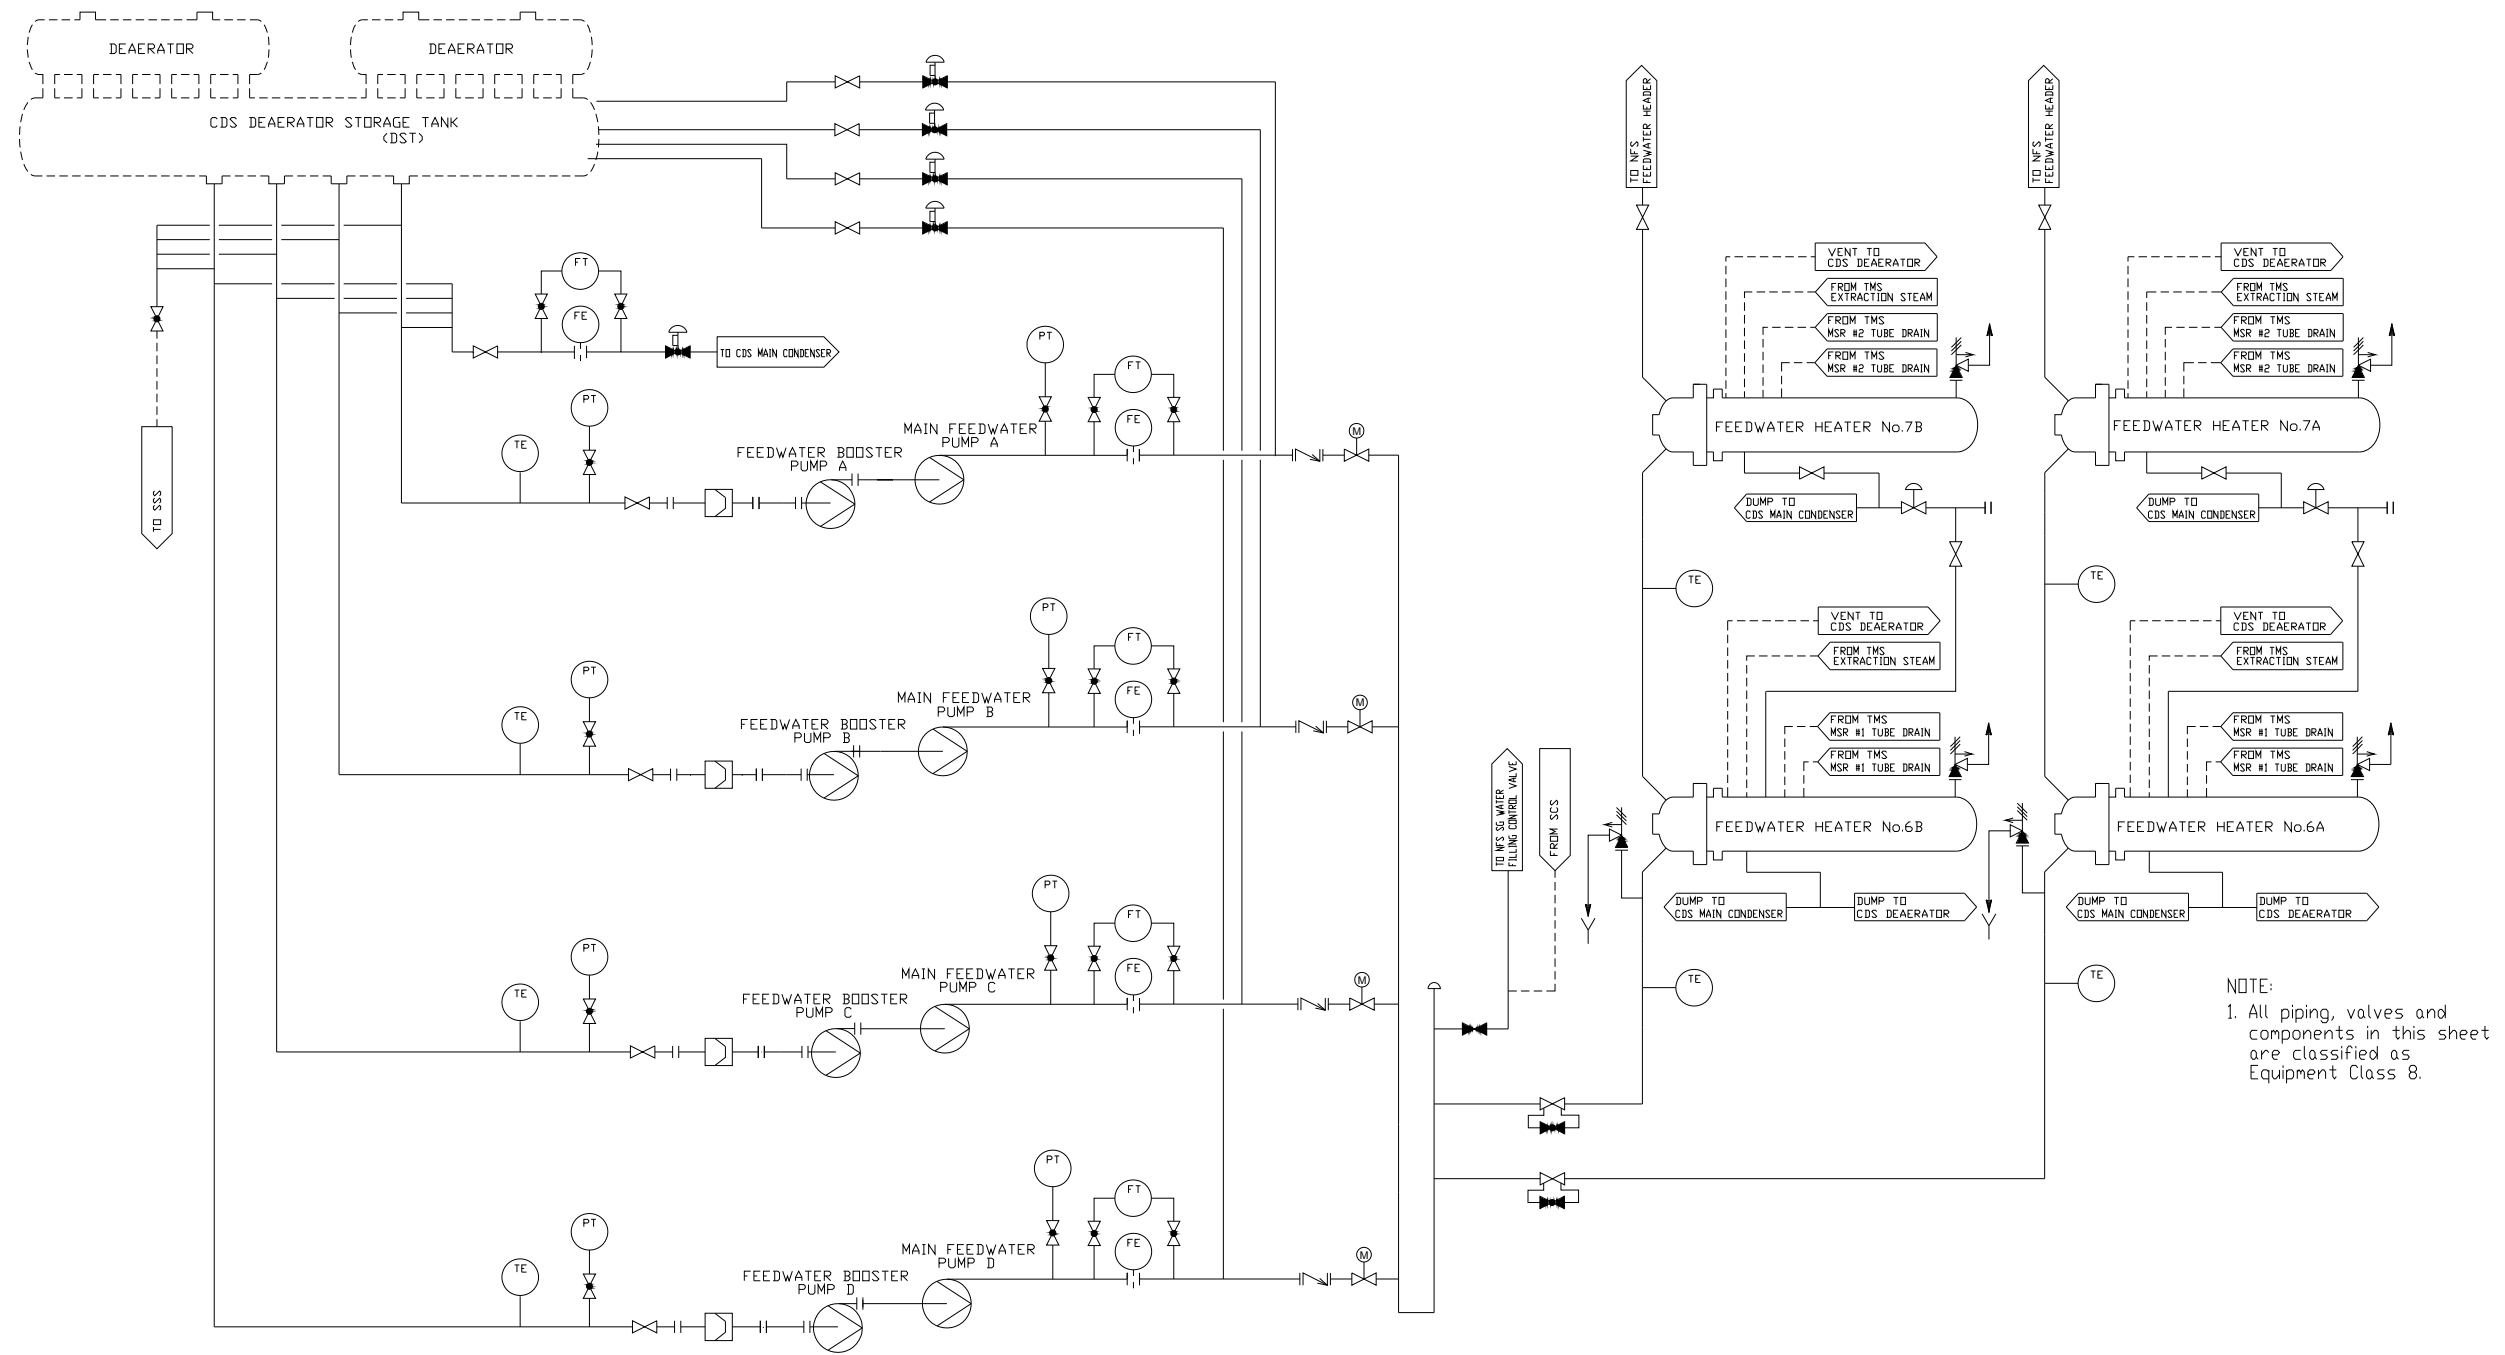 DEAERATOR
DEAERATOR
CDS DEAERATOR STORAGE TANK
(DST)
TO SSS
FT
FE
TO CDS MAIN CONDENSER
TE
PT
FEEDWATER BOOSTER
PUMP A
MAIN FEEDWATER
PUMP A
PT
FT
FE
M
TE
PT
FEEDWATER BOOSTER
PUMP B
MAIN FEEDWATER
PUMP B
PT
FT
FE
M
TE
PT
FEEDWATER BOOSTER
PUMP C
MAIN FEEDWATER
PUMP C
PT
FT
FE
M
TE
PT
FEEDWATER BOOSTER
PUMP D
MAIN FEEDWATER
PUMP D
PT
FT
FE
M
TO NFS SG WATER
FILLING CONTROL VALVE
FROM SCS
TO NFS
FEEDWATER HEADER
VENT TO
CDS DEAERATOR
FROM TMS
EXTRACTION STEAM
FROM TMS
MSR #2 TUBE DRAIN
FROM TMS
MSR #2 TUBE DRAIN
FEEDWATER HEATER No.7B
DUMP TO
CDS MAIN CONDENSER
TE
VENT TO
CDS DEAERATOR
FROM TMS
EXTRACTION STEAM
FROM TMS
MSR #1 TUBE DRAIN
FROM TMS
MSR #1 TUBE DRAIN
FEEDWATER HEATER No.6B
DUMP TO
CDS MAIN CONDENSER
DUMP TO
CDS DEAERATOR
TE
TO NFS
FEEDWATER HEADER
VENT TO
CDS DEAERATOR
FROM TMS
EXTRACTION STEAM
FROM TMS
MSR #2 TUBE DRAIN
FROM TMS
MSR #2 TUBE DRAIN
FEEDWATER HEATER No.7A
DUMP TO
CDS MAIN CONDENSER
TE
VENT TO
CDS DEAERATOR
FROM TMS
EXTRACTION STEAM
FROM TMS
MSR #1 TUBE DRAIN
FROM TMS
MSR #1 TUBE DRAIN
FEEDWATER HEATER No.6A
DUMP TO
CDS MAIN CONDENSER
DUMP TO
CDS DEAERATOR
TE
NOTE:
1. All piping, valves and
components in this sheet
are classified as
Equipment Class 8.